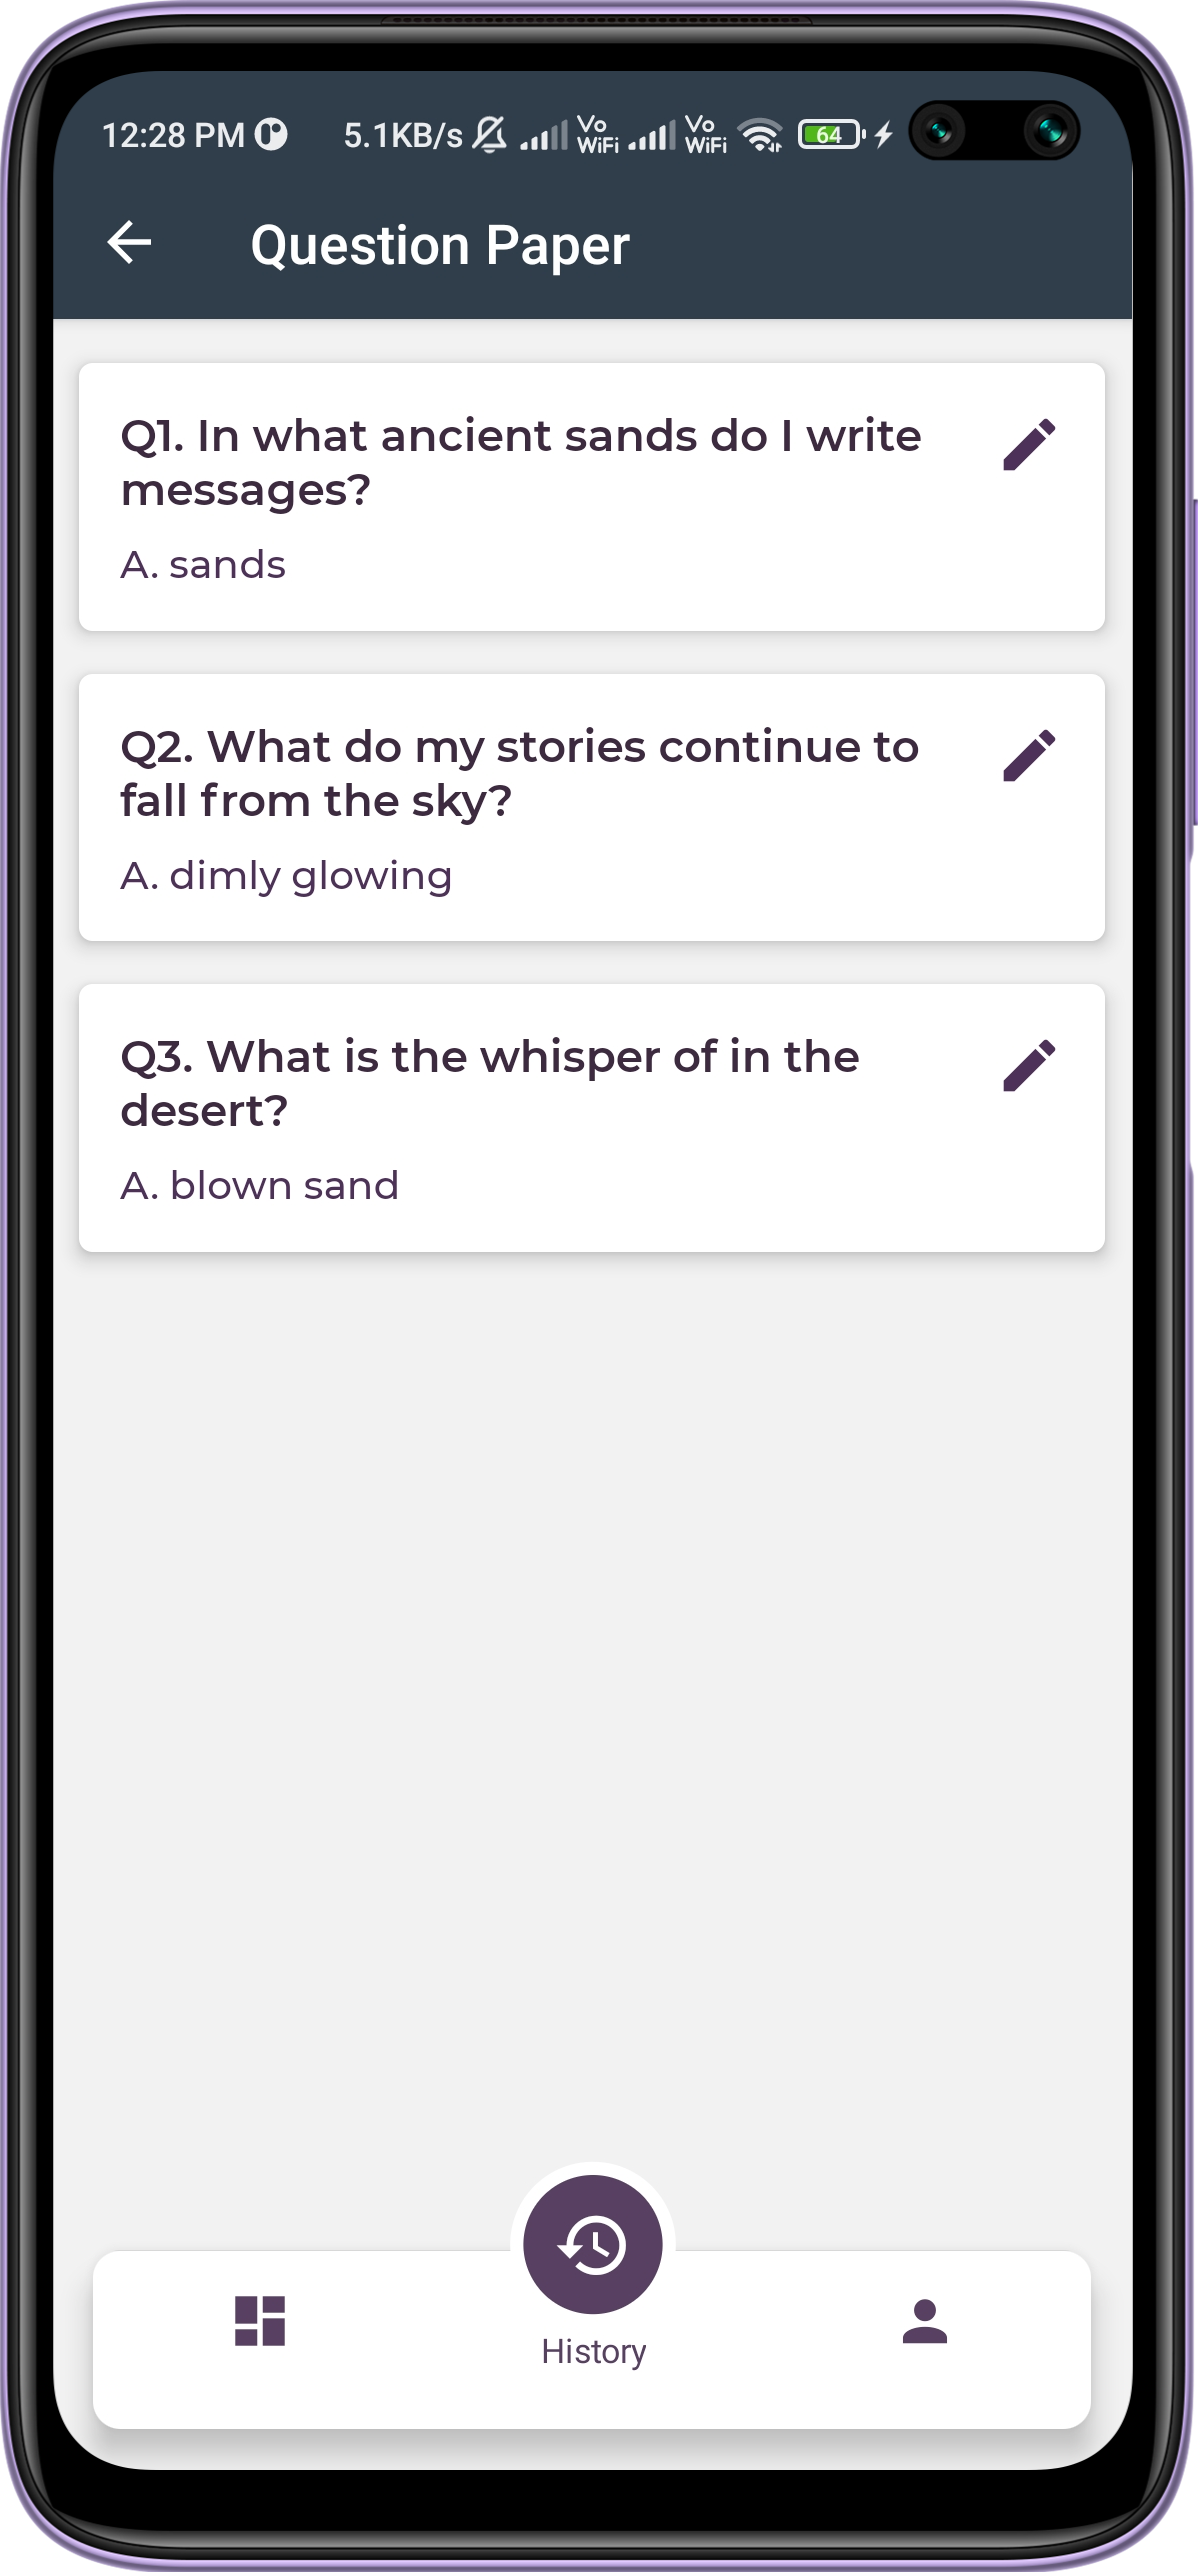 12:28 PM 5.1KB/s Vo WiFi Vo WiFi 64
Question Paper
Q1. In what ancient sands do I write
messages?
A. sands
Q2. What do my stories continue to
fall from the sky?
A. dimly glowing
Q3. What is the whisper of in the
desert?
A. blown sand
History